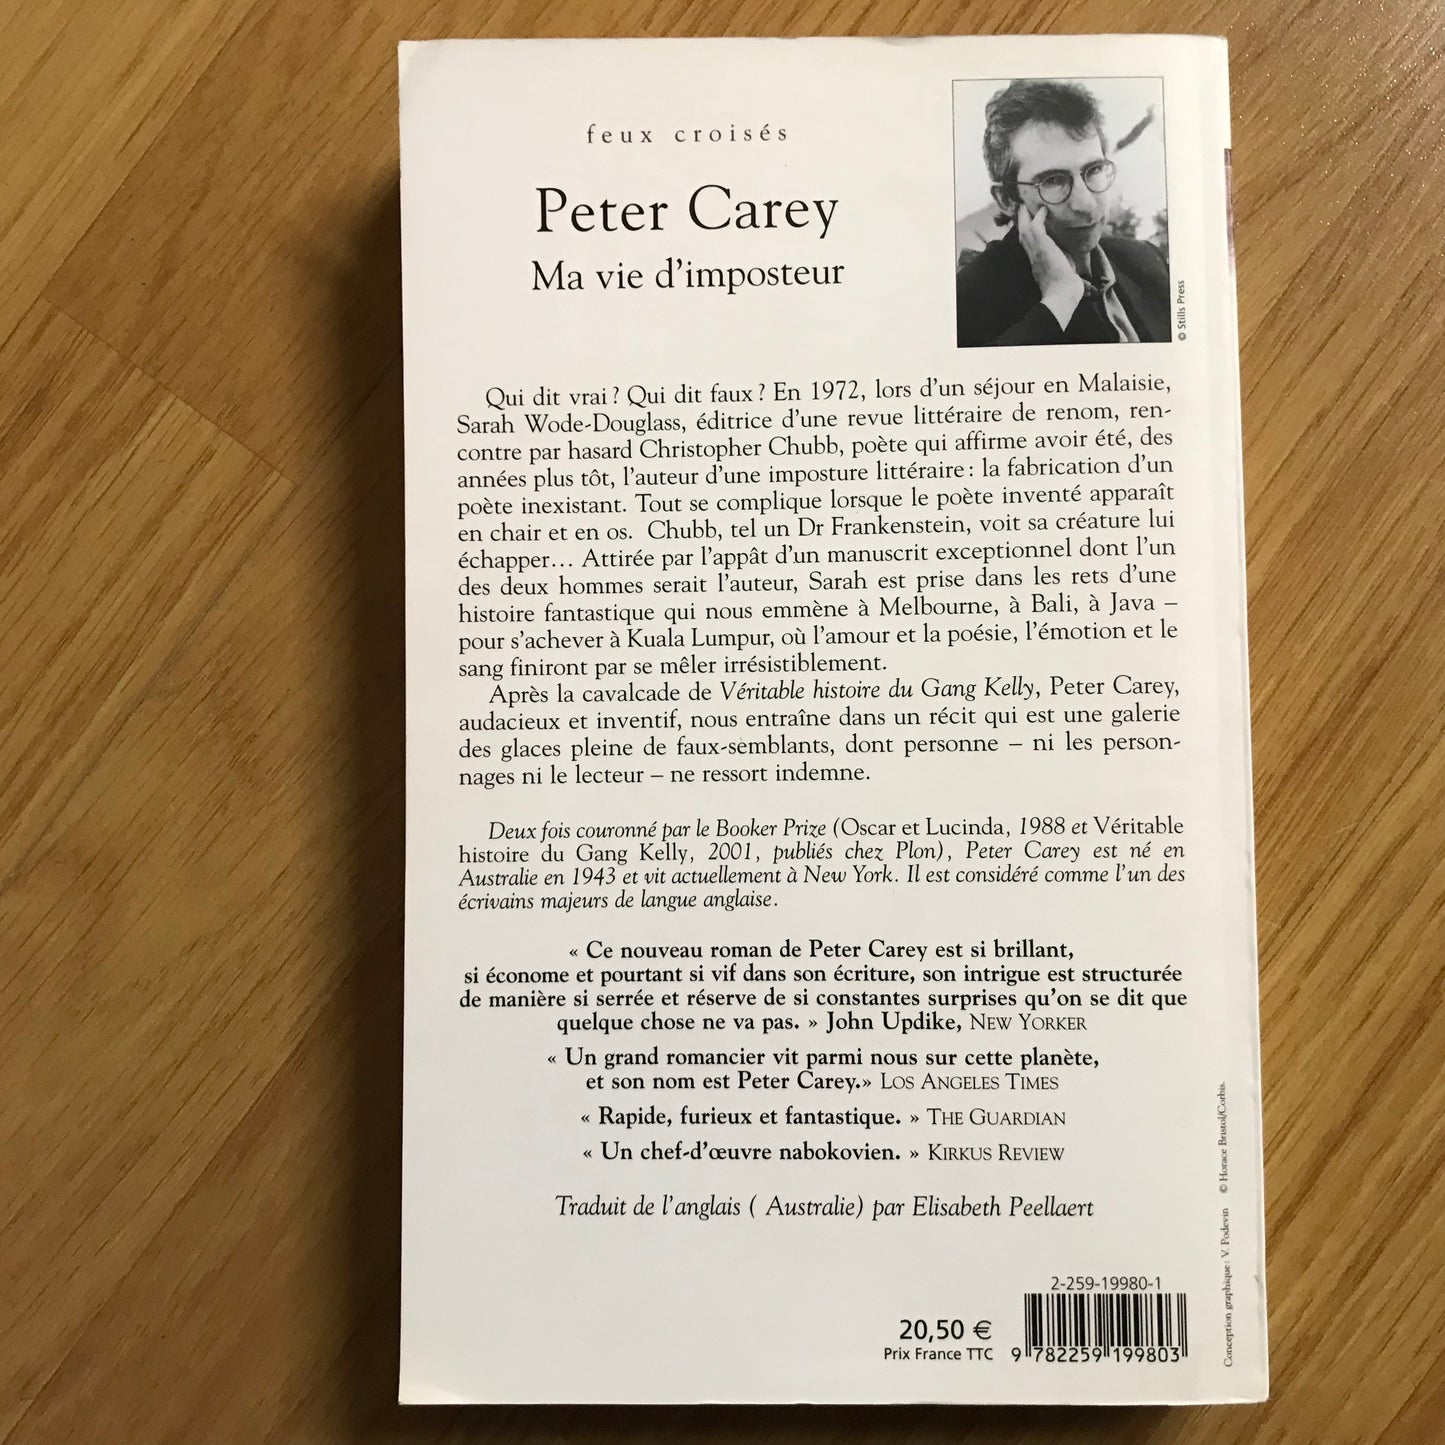 feux croisés
Peter Carey
Ma vie d'imposteur
© Stills Press
Qui dit vrai ? Qui dit faux ? En 1972, lors d'un séjour en Malaisie,
Sarah Wode-Douglass, éditrice d'une revue littéraire de renom, ren-
contre par hasard Christopher Chubb, poète qui affirme avoir été, des
années plus tôt, l'auteur d'une imposture littéraire : la fabrication d'un
poète inexistant. Tout se complique lorsque le poète inventé apparaît
en chair et en os. Chubb, tel un Dr Frankenstein, voit sa créature lui
échapper… Attirée par l'appât d'un manuscrit exceptionnel dont l'un
des deux hommes serait l'auteur, Sarah est prise dans les rets d'une
histoire fantastique qui nous emmène à Melbourne, à Bali, à Java –
pour s'achever à Kuala Lumpur, où l'amour et la poésie, l'émotion et le
sang finiront par se mêler irrésistiblement.
Après la cavalcade de Véritable histoire du Gang Kelly, Peter Carey,
audacieux et inventif, nous entraîne dans un récit qui est une galerie
des glaces pleine de faux-semblants, dont personne – ni les person-
nages ni le lecteur – ne ressort indemne.
Deux fois couronné par le Booker Prize (Oscar et Lucinda, 1988 et Véritable
histoire du Gang Kelly, 2001, publiés chez Plon), Peter Carey est né en
Australie en 1943 et vit actuellement à New York. Il est considéré comme l'un des
écrivains majeurs de langue anglaise.
« Ce nouveau roman de Peter Carey est si brillant,
si économe et pourtant si vif dans son écriture, son intrigue est structurée
de manière si serrée et réserve de si constantes surprises qu'on se dit que
quelque chose ne va pas. » John Updike, NEW YORKER
« Un grand romancier vit parmi nous sur cette planète,
et son nom est Peter Carey.» LOS ANGELES TIMES
« Rapide, furieux et fantastique. » THE GUARDIAN
« Un chef-d'œuvre nabokovien. » KIRKUS REVIEW
Traduit de l'anglais ( Australie) par Elisabeth Peellaert
2-259-19980-1
20,50 €
Prix France TTC
9 782259 199803
Conception graphique : V. Podevin © Horace Bristol/Corbis.